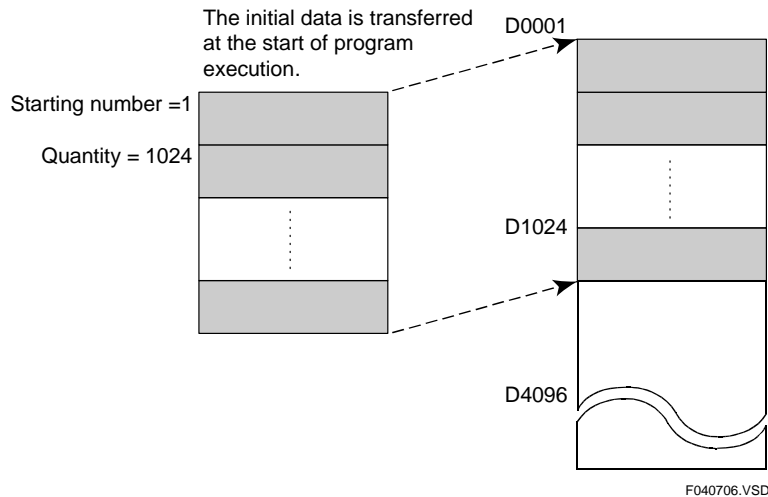 The initial data is transferred
at the start of program
execution.
D0001
Starting number =1
Quantity = 1024
D1024
D4096
F040706.VSD